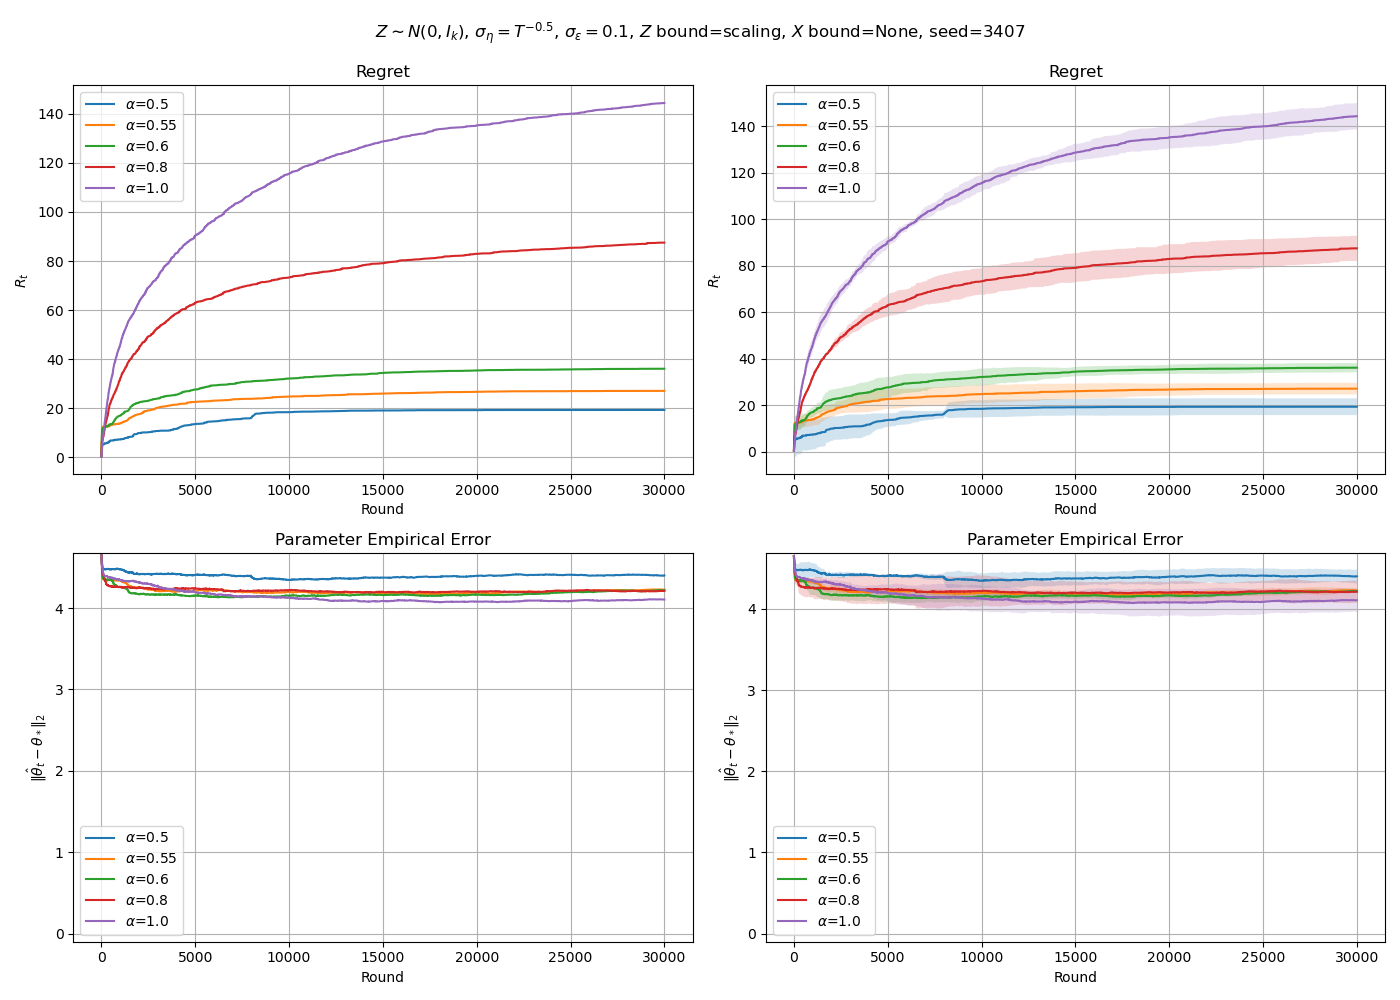 Z ∼ N(0, I_k), σ_η = T^{−0.5}, σ_ε = 0.1, Z bound=scaling, X bound=None, seed=3407
Regret
α=0.5
α=0.55
α=0.6
α=0.8
α=1.0
140
120
100
80
60
40
20
0
R_t
0 5000 10000 15000 20000 25000 30000
Round
Regret
α=0.5
α=0.55
α=0.6
α=0.8
α=1.0
140
120
100
80
60
40
20
0
R_t
0 5000 10000 15000 20000 25000 30000
Round
Parameter Empirical Error
4
3
2
1
0
‖θ̂_t − θ_*‖_2
α=0.5
α=0.55
α=0.6
α=0.8
α=1.0
0 5000 10000 15000 20000 25000 30000
Round
Parameter Empirical Error
4
3
2
1
0
‖θ̂_t − θ_*‖_2
α=0.5
α=0.55
α=0.6
α=0.8
α=1.0
0 5000 10000 15000 20000 25000 30000
Round